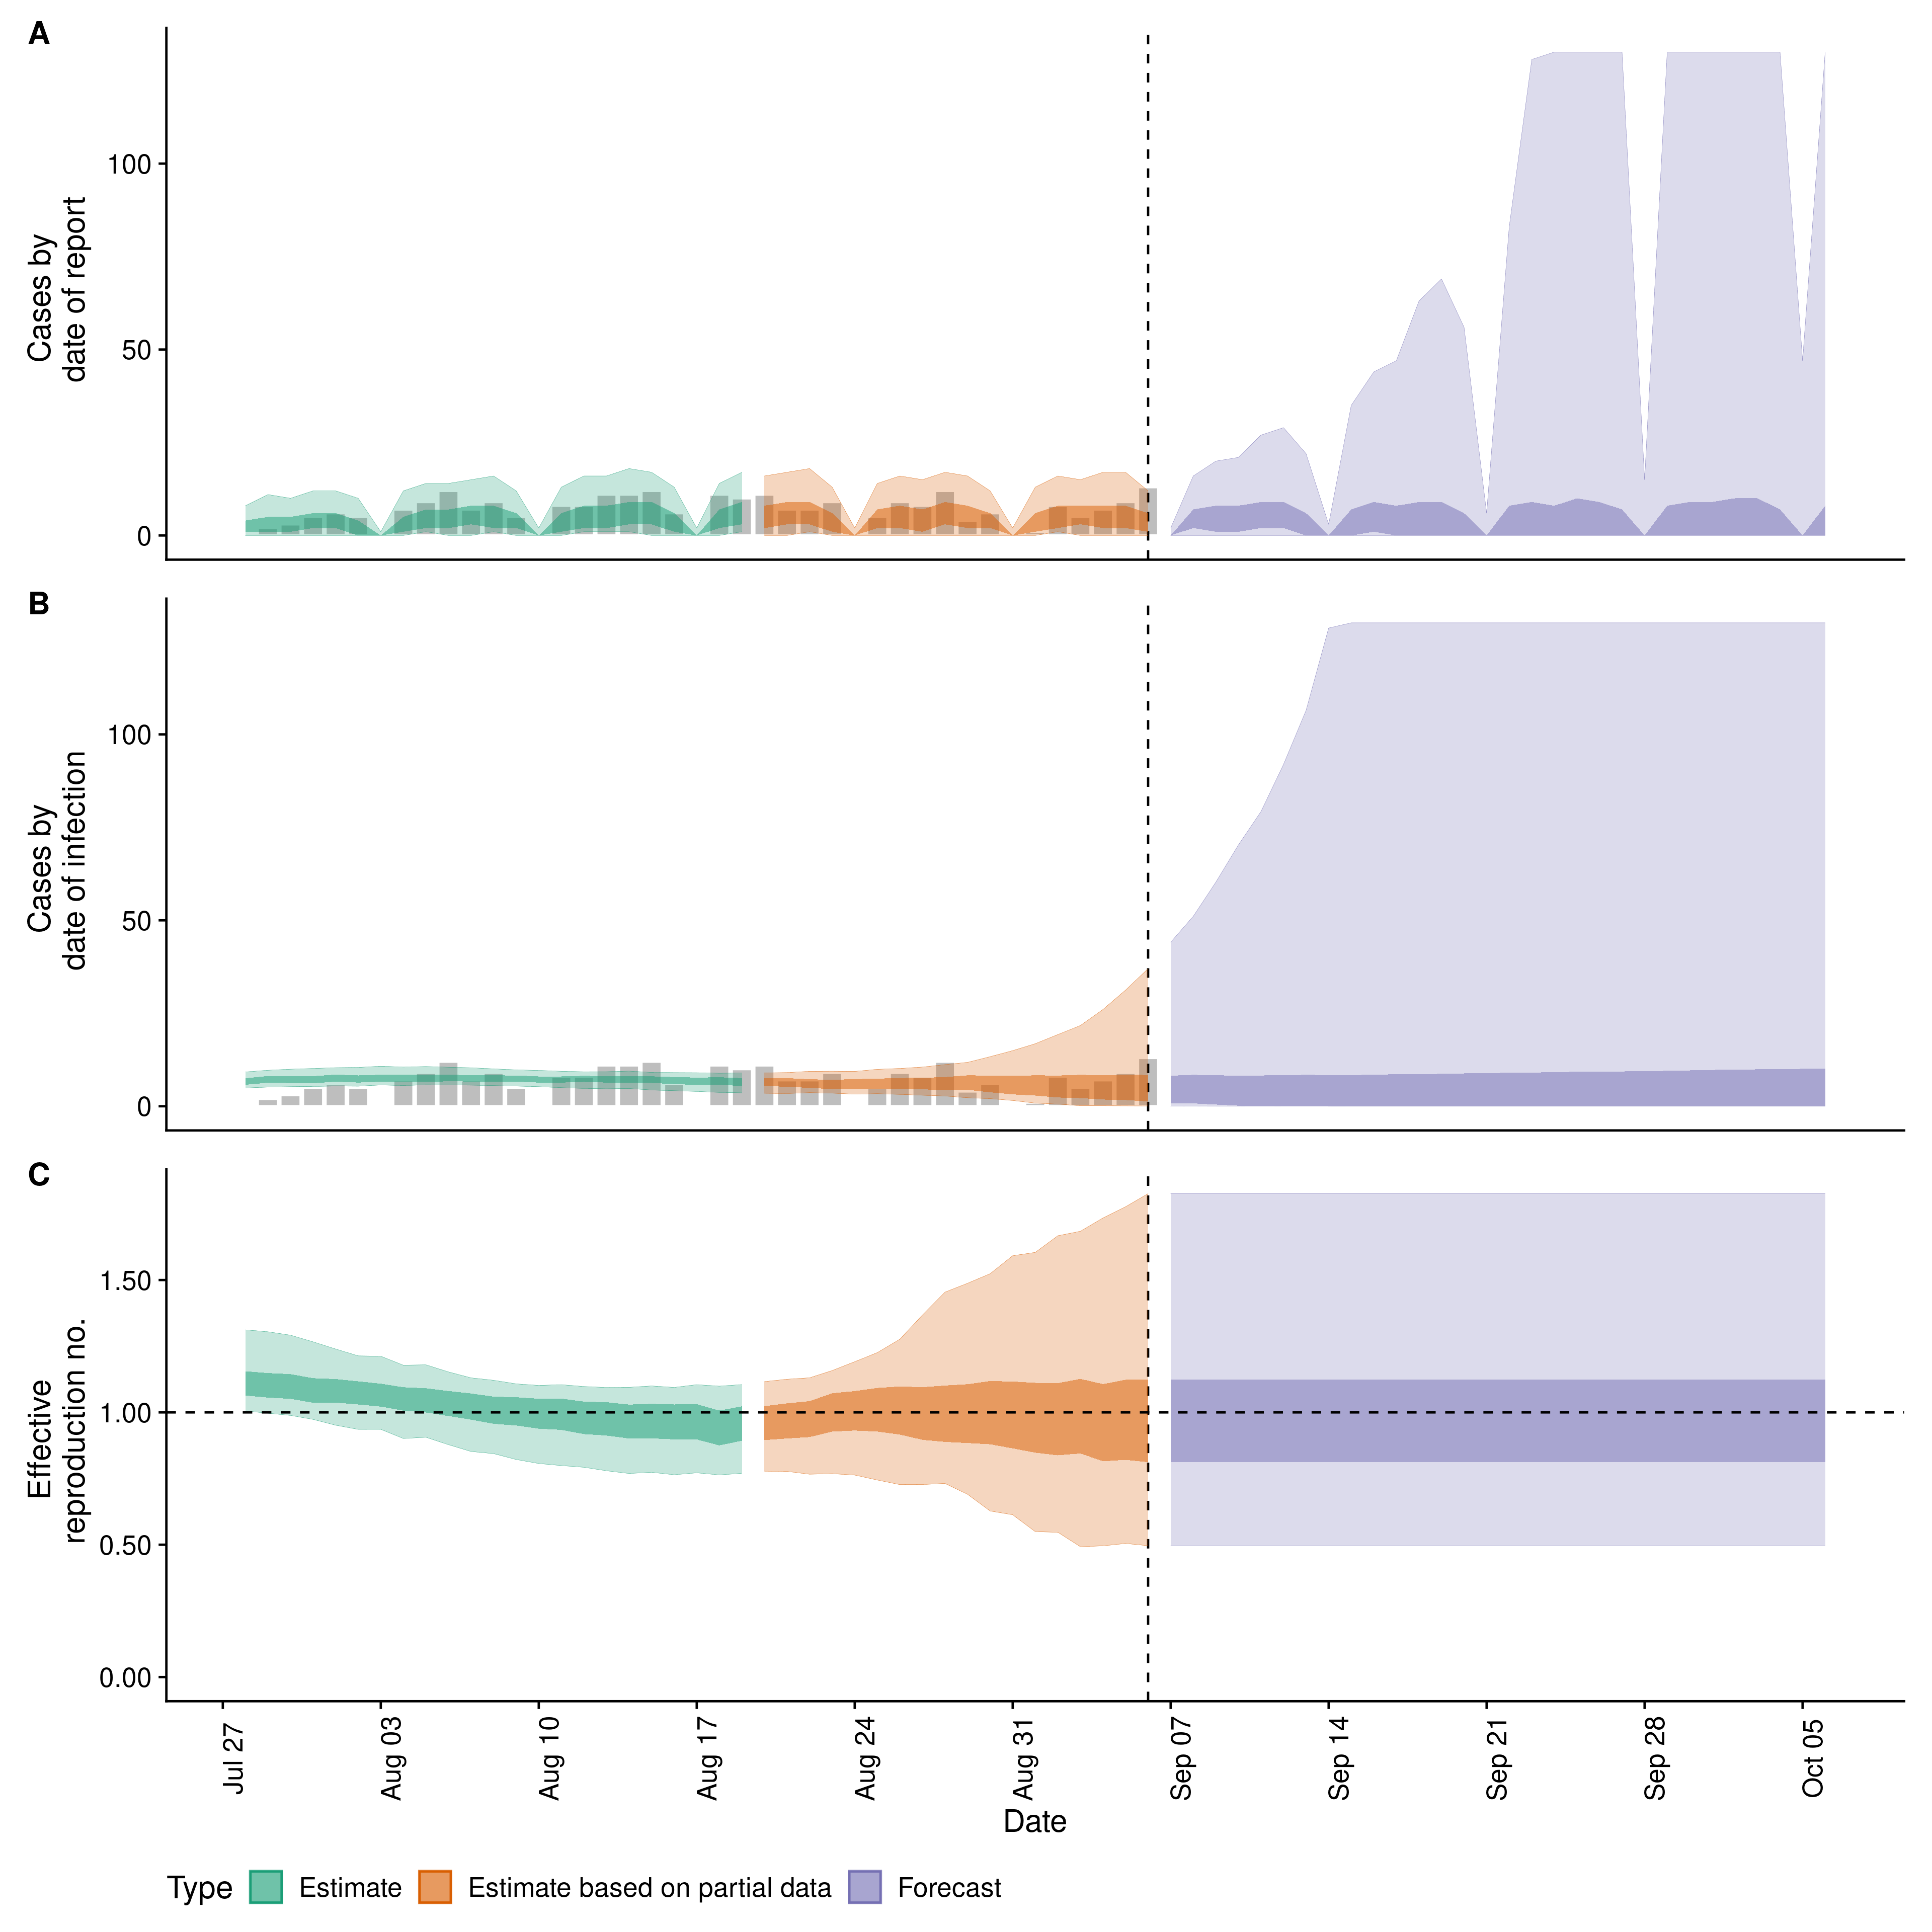 A
Cases by
date of report
100
50
0
B
Cases by
date of infection
100
50
0
C
Effective
reproduction no.
1.50
1.00
0.50
0.00
Jul 27
Aug 03
Aug 10
Aug 17
Aug 24
Aug 31
Sep 07
Sep 14
Sep 21
Sep 28
Oct 05
Date
Type Estimate Estimate based on partial data Forecast